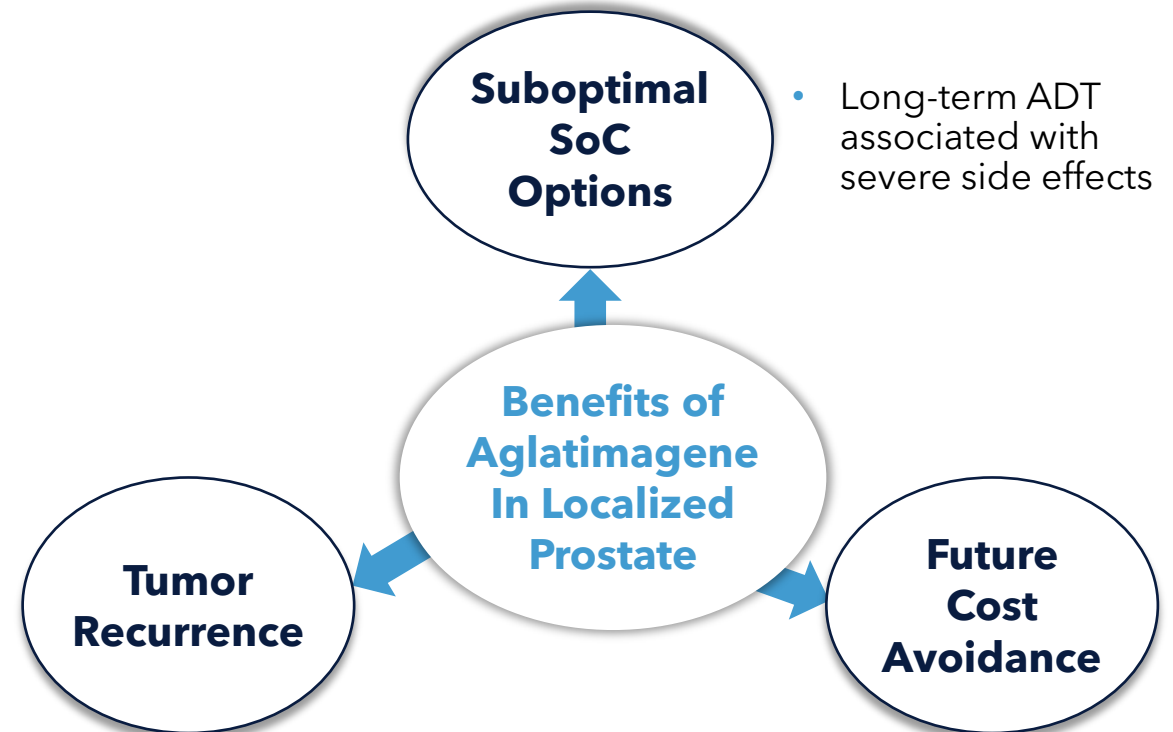 Suboptimal
SoC
Options
• Long-term ADT
associated with
severe side effects
Benefits of
Aglatimagene
In Localized
Prostate
Tumor
Recurrence
Future
Cost
Avoidance